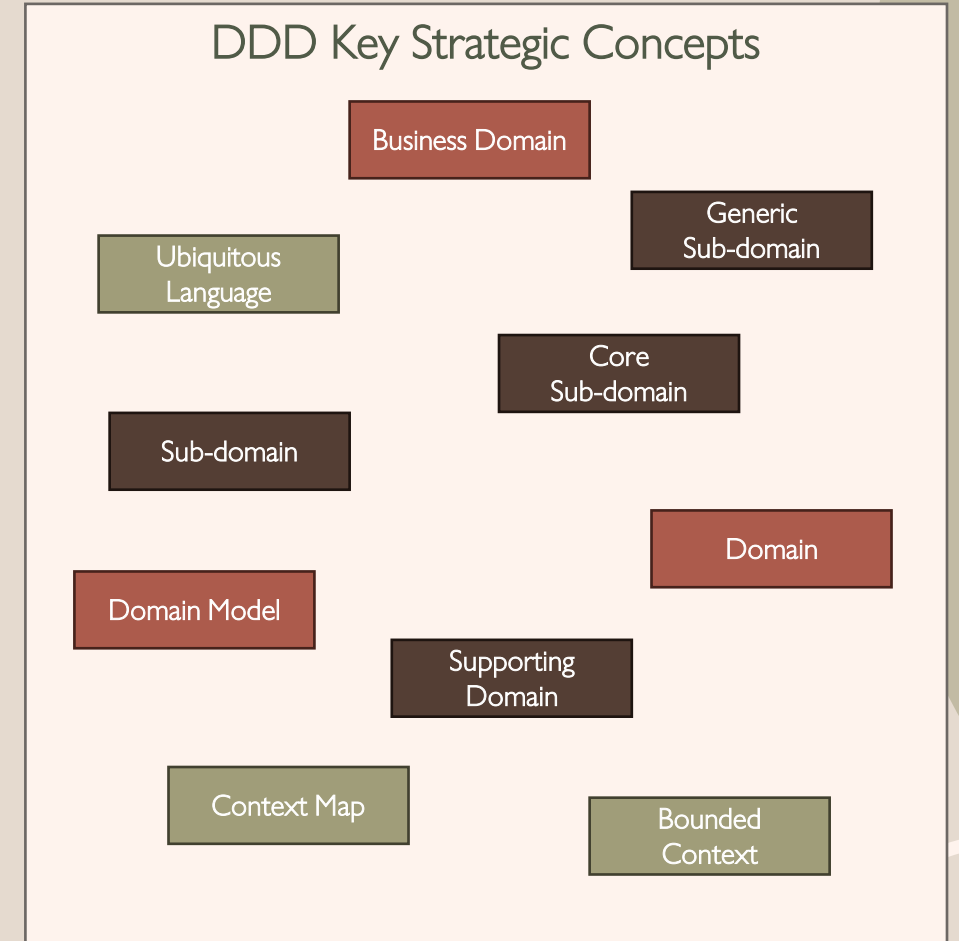 DDD Key Strategic Concepts
Business Domain
Generic
Sub-domain
Ubiquitous
Language
Core
Sub-domain
Sub-domain
Domain
Domain Model
Supporting
Domain
Context Map
Bounded
Context